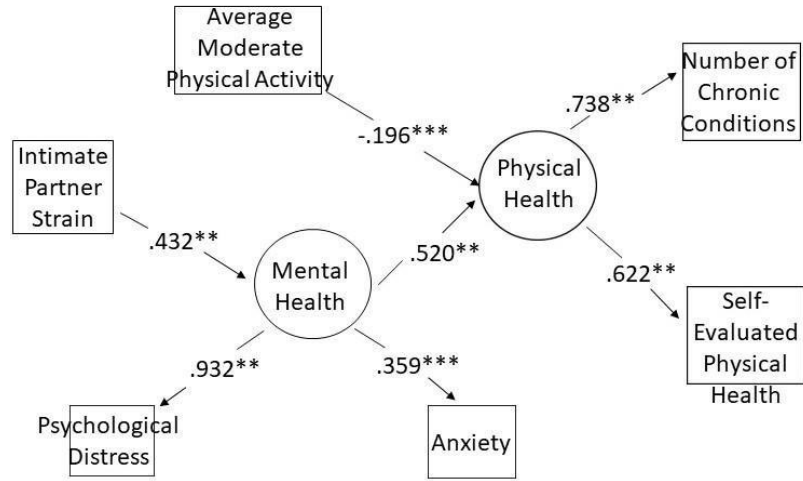 Average
Moderate
Physical Activity
-.196***
Number of
Chronic
Conditions
.738**
Physical
Health
Intimate
Partner
Strain
.432**
Mental
Health
.520**
.622**
Self-
Evaluated
Physical
Health
.932**
.359***
Psychological
Distress
Anxiety